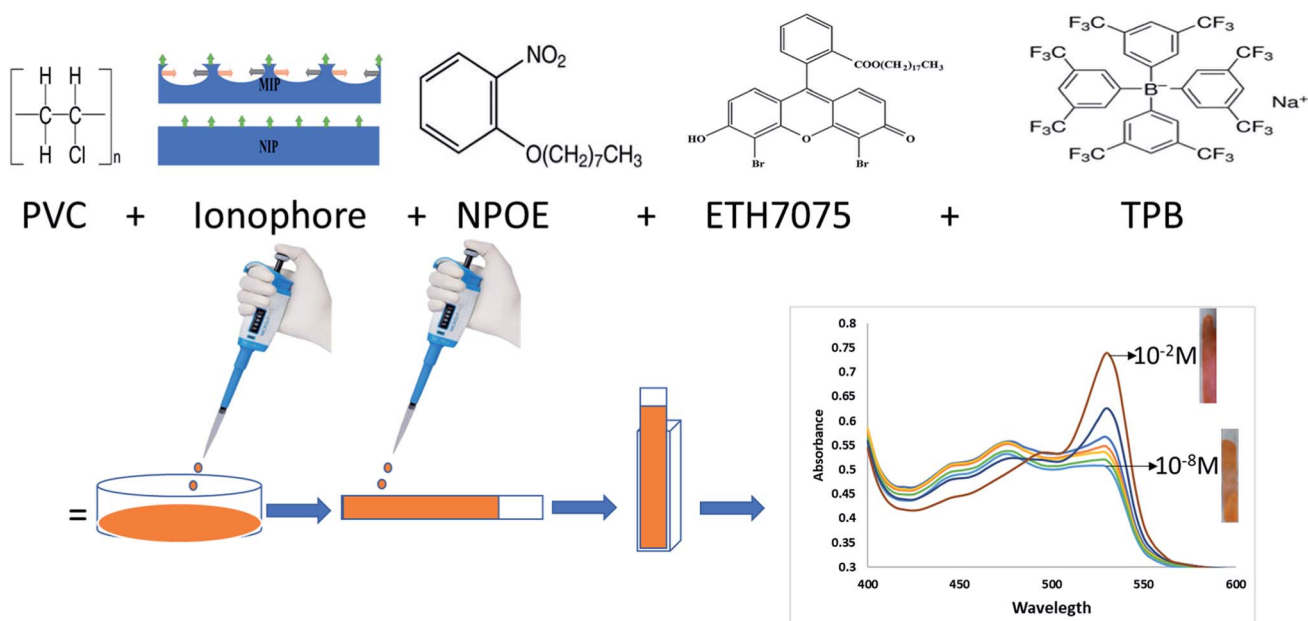 H H
C C
H Cl
n
MIP
NIP
NO₂
O(CH₂)₇CH₃
COO(CH₂)₁₇CH₃
HO
Br
O
Br
O
CF₃ CF₃
F₃C CF₃
B⁻
Na⁺
F₃C CF₃
CF₃ CF₃
PVC + Ionophore + NPOE + ETH7075 + TPB
=
Absorbance
0.8
0.75
0.7
0.65
0.6
0.55
0.5
0.45
0.4
0.35
0.3
10⁻²M
10⁻⁸M
400 450 500 550 600
Wavelegth